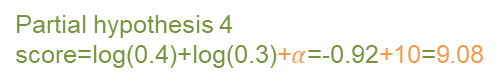 Partial hypothesis 4
score=log(0.4)+log(0.3)+𝛼=-0.92+10=9.08